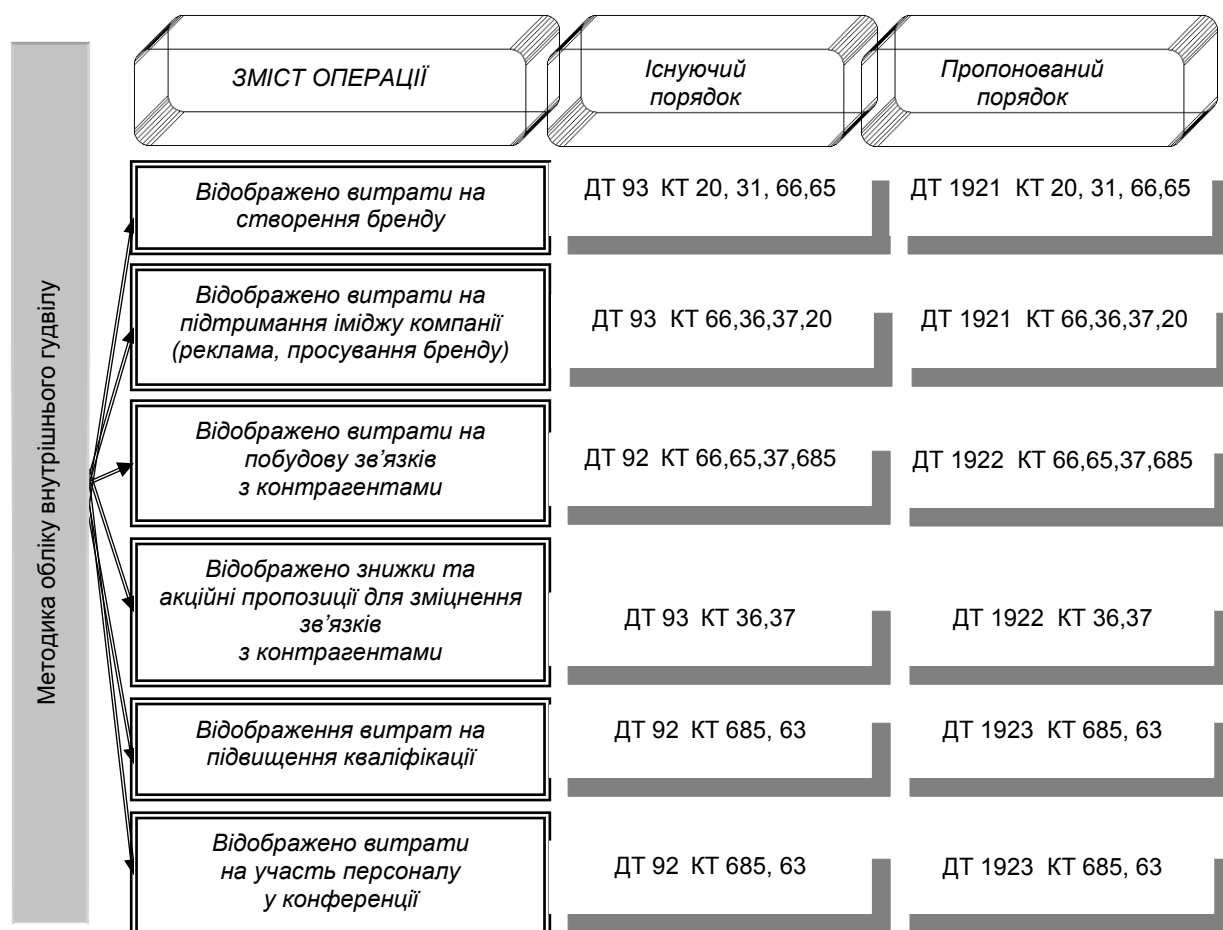 ЗМІСТ ОПЕРАЦІЇ
Існуючий
порядок
Пропонований
порядок
Методика обліку внутрішнього гудвілу
Відображено витрати на
створення бренду
ДТ 93 КТ 20, 31, 66,65
ДТ 1921 КТ 20, 31, 66,65
Відображено витрати на
підтримання іміджу компанії
(реклама, просування бренду)
ДТ 93 КТ 66,36,37,20
ДТ 1921 КТ 66,36,37,20
Відображено витрати на
побудову зв’язків
з контрагентами
ДТ 92 КТ 66,65,37,685
ДТ 1922 КТ 66,65,37,685
Відображено знижки та
акційні пропозиції для зміцнення
зв’язків
з контрагентами
ДТ 93 КТ 36,37
ДТ 1922 КТ 36,37
Відображення витрат на
підвищення кваліфікації
ДТ 92 КТ 685, 63
ДТ 1923 КТ 685, 63
Відображено витрати
на участь персоналу
у конференції
ДТ 92 КТ 685, 63
ДТ 1923 КТ 685, 63